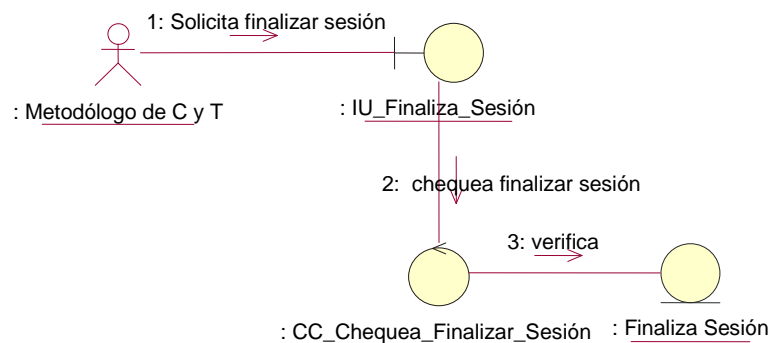 1: Solicita finalizar sesión
: Metodólogo de C y T
: IU_Finaliza_Sesión
2:  chequea finalizar sesión
3: verifica
: CC_Chequea_Finalizar_Sesión
: Finaliza Sesión